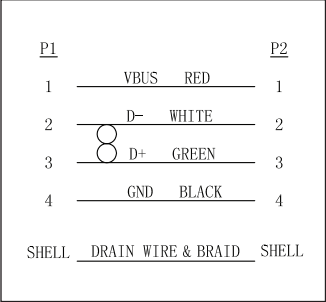 P1 P2
1 VBUS RED 1
2 D- WHITE 2
3 D+ GREEN 3
4 GND BLACK 4
SHELL DRAIN WIRE & BRAID SHELL